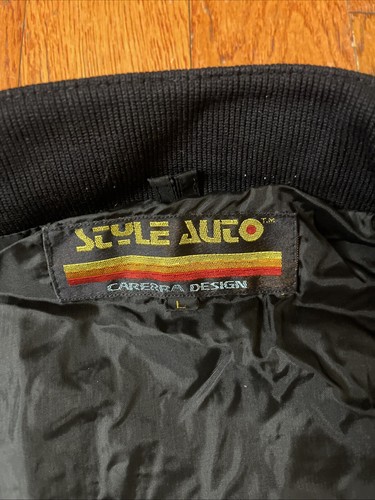 STYLE AUTO T.M.
CARERRA DESIGN
L